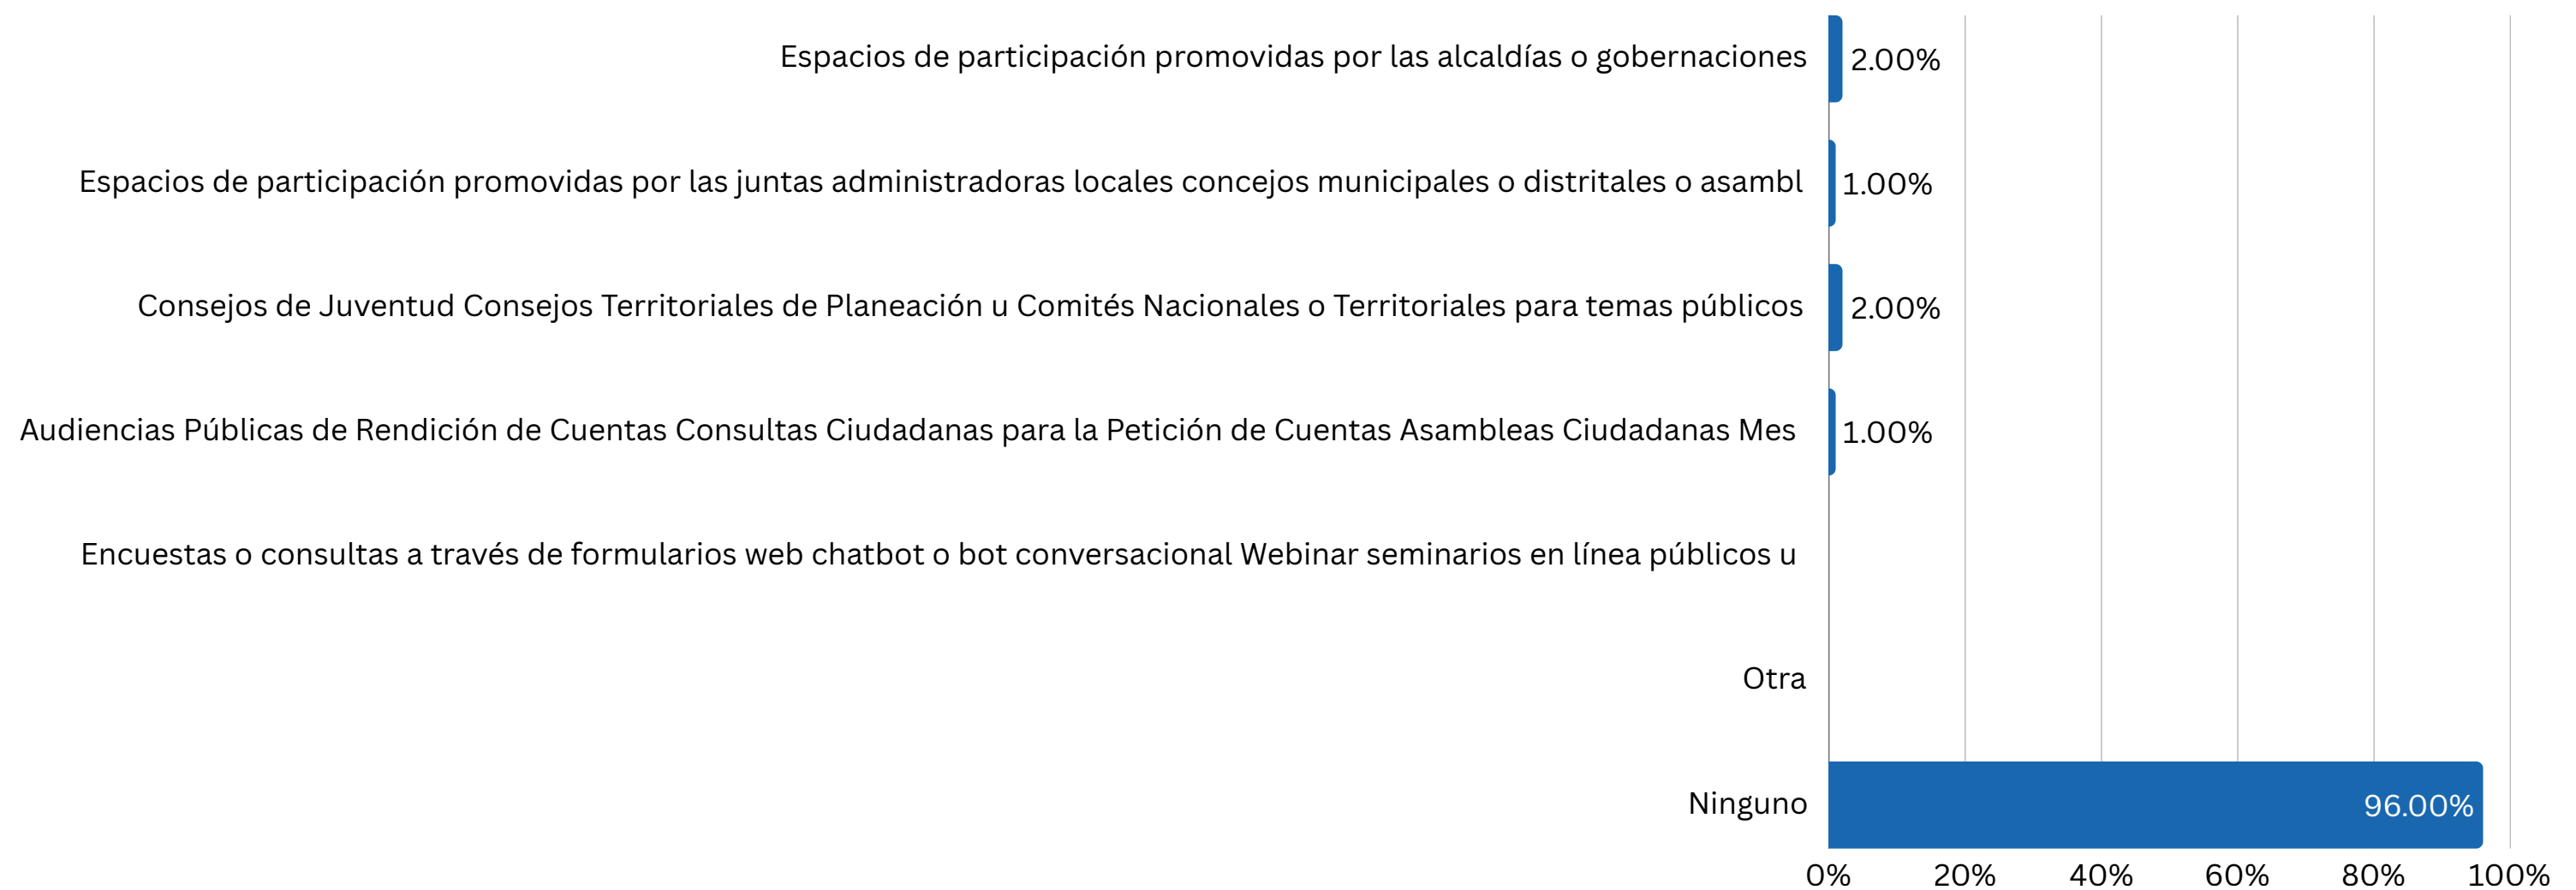 Espacios de participación promovidas por las alcaldías o gobernaciones 2.00%
Espacios de participación promovidas por las juntas administradoras locales concejos municipales o distritales o asambl 1.00%
Consejos de Juventud Consejos Territoriales de Planeación u Comités Nacionales o Territoriales para temas públicos 2.00%
Audiencias Públicas de Rendición de Cuentas Consultas Ciudadanas para la Petición de Cuentas Asambleas Ciudadanas Mes 1.00%
Encuestas o consultas a través de formularios web chatbot o bot conversacional Webinar seminarios en línea públicos u
Otra
Ninguno 96.00%
0% 20% 40% 60% 80% 100%